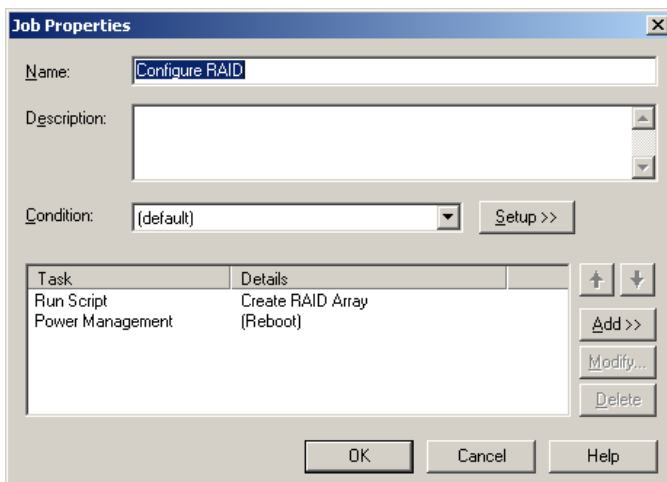 Job Properties
Name: Configure RAID
Description:
Condition: (default) Setup >>
Task Details
Run Script Create RAID Array
Power Management (Reboot)
Add >>
Modify...
Delete
OK Cancel Help